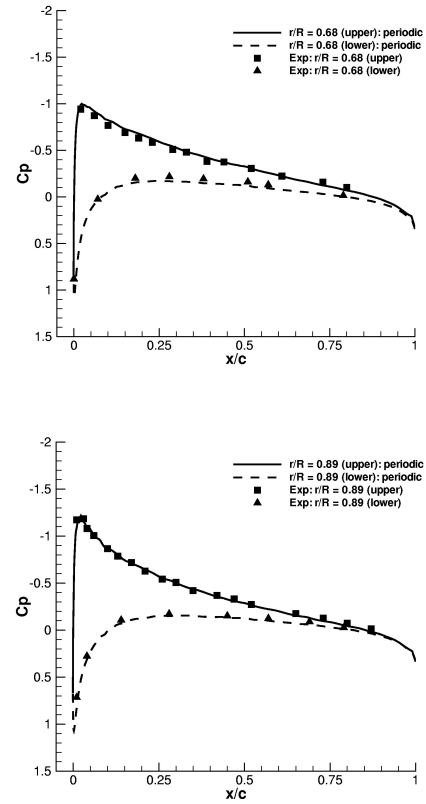 -2
r/R = 0.68 (upper): periodic
r/R = 0.68 (lower): periodic
Exp: r/R = 0.68 (upper)
Exp: r/R = 0.68 (lower)
-1
-0.5
Cp
0
0.5
1
1.5
0 0.25 0.5 0.75 1
x/c
-2
r/R = 0.89 (upper): periodic
r/R = 0.89 (lower): periodic
Exp: r/R = 0.89 (upper)
Exp: r/R = 0.89 (lower)
-1.5
-1
-0.5
Cp
0
0.5
1
1.5
0 0.25 0.5 0.75 1
x/c